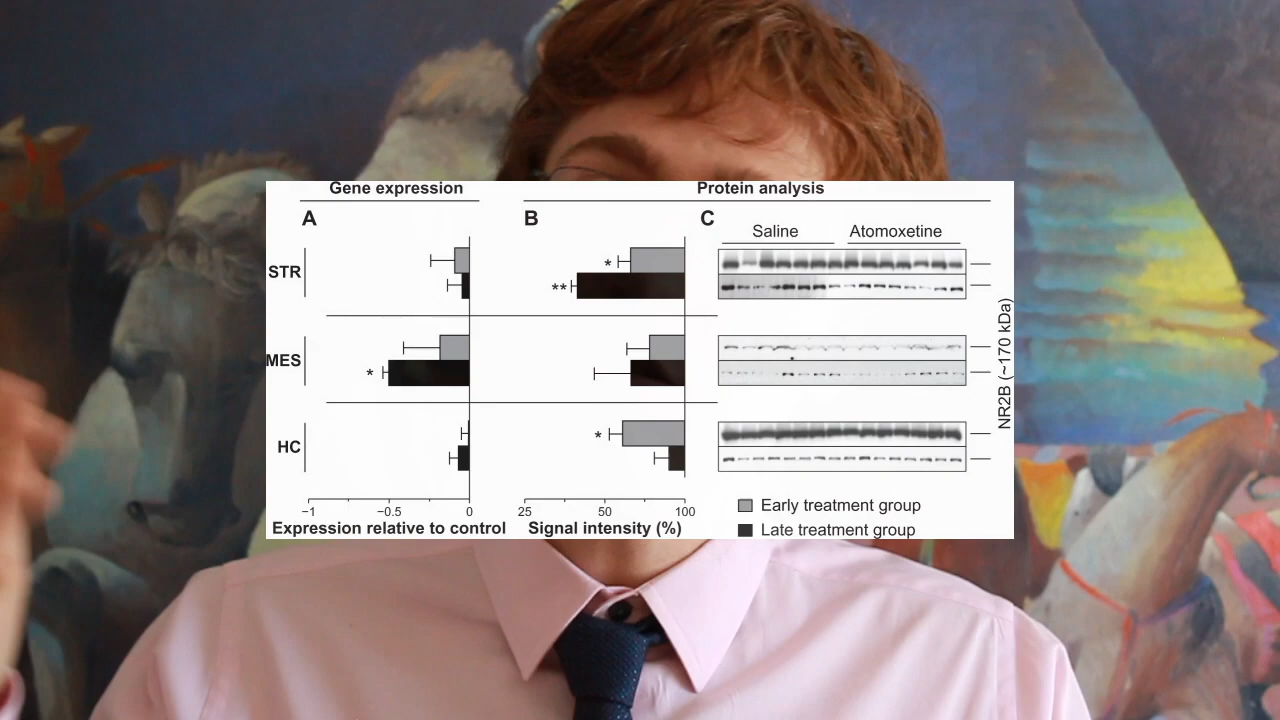 Gene expression
Protein analysis
A
B
C
Saline
Atomoxetine
STR
*
**
MES
*
HC
*
NR2B (~170 kDa)
−1
−0.5
0
25
50
100
Expression relative to control
Signal intensity (%)
Early treatment group
Late treatment group